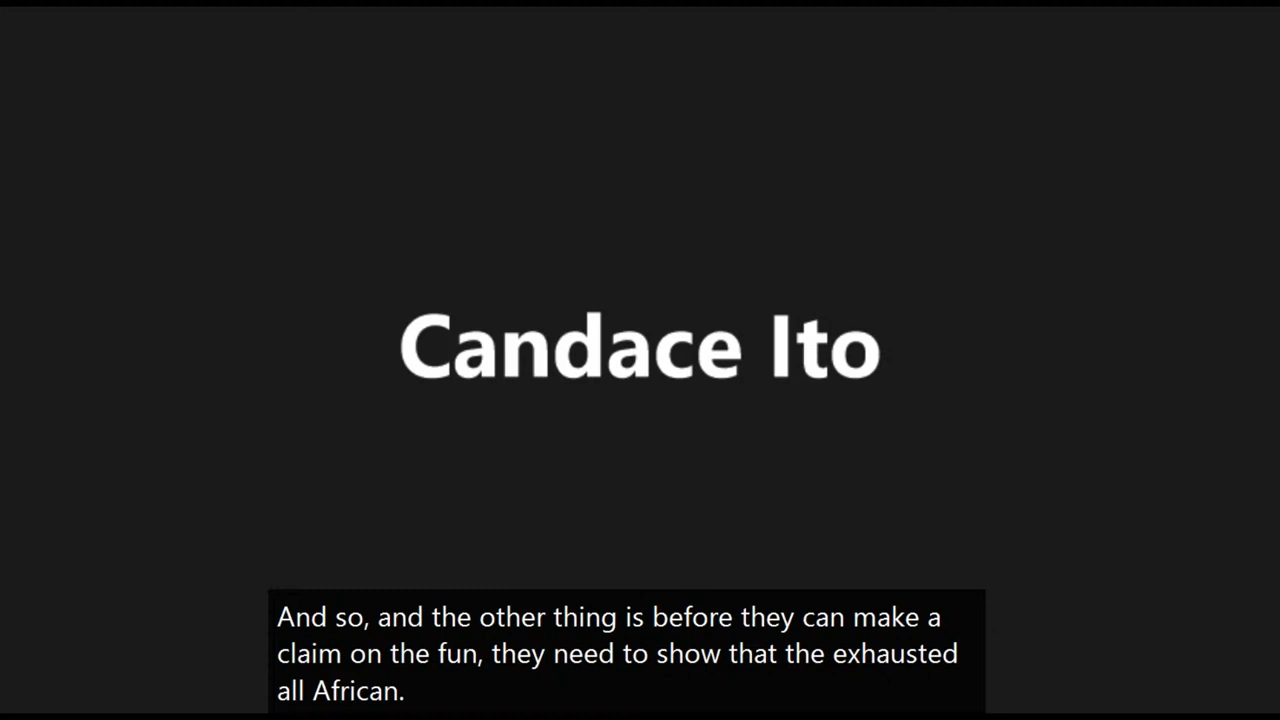 Candace Ito
And so, and the other thing is before they can make a
claim on the fun, they need to show that the exhausted
all African.